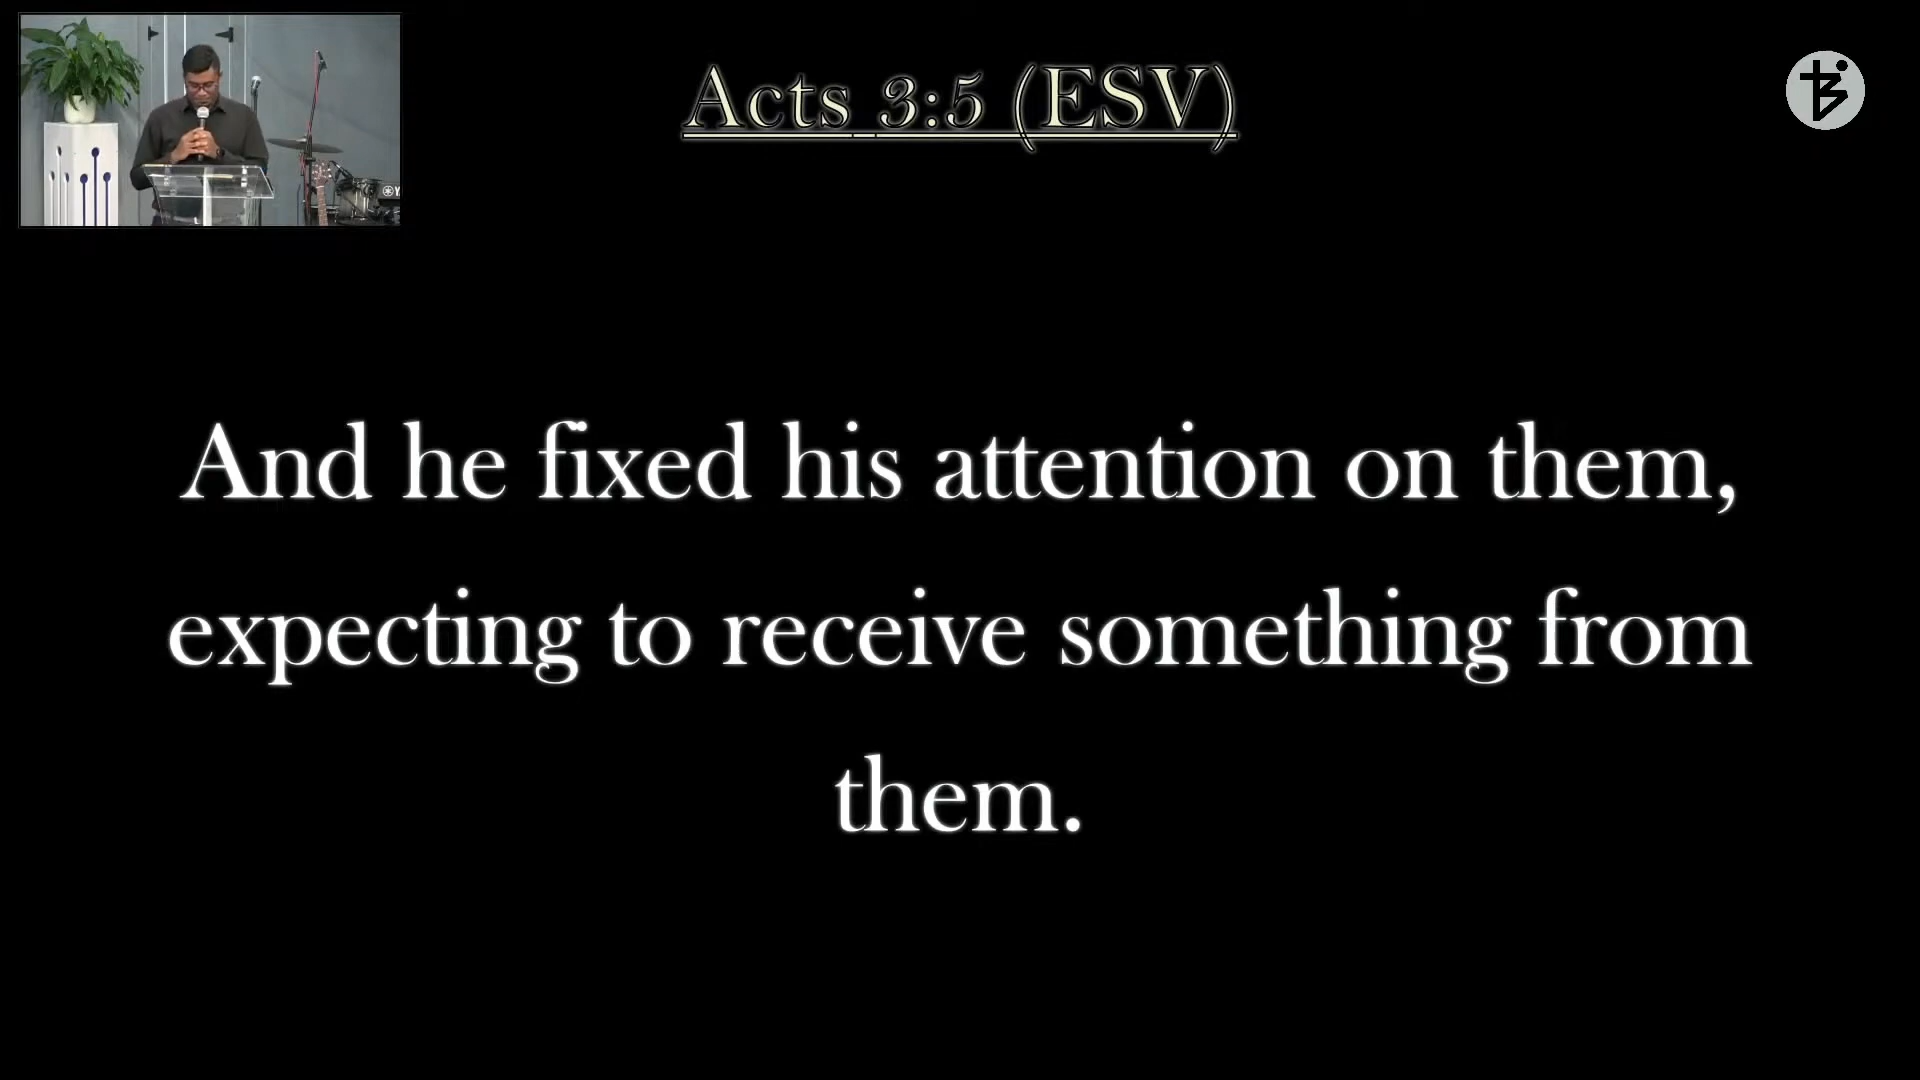 Acts 3:5 (ESV)
And he fixed his attention on them,
expecting to receive something from
them.